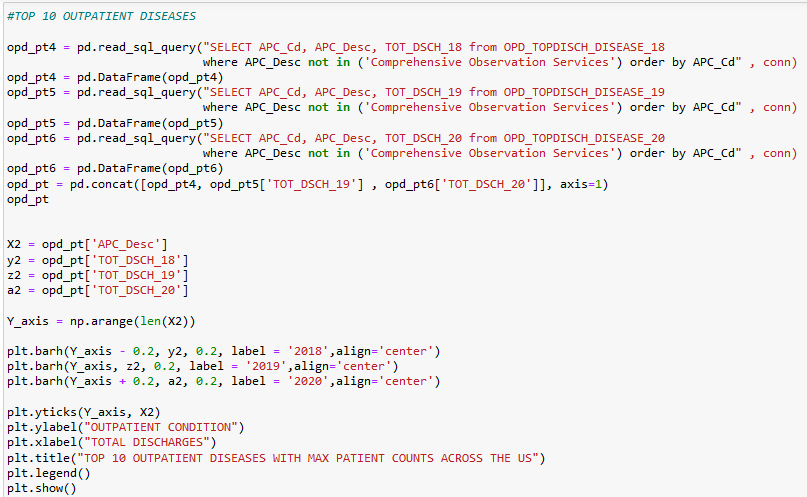 #TOP 10 OUTPATIENT DISEASES
opd_pt4 = pd.read_sql_query("SELECT APC_Cd, APC_Desc, TOT_DSCH_18 from OPD_TOPDISCH_DISEASE_18
where APC_Desc not in ('Comprehensive Observation Services') order by APC_Cd" , conn)
opd_pt4 = pd.DataFrame(opd_pt4)
opd_pt5 = pd.read_sql_query("SELECT APC_Cd, APC_Desc, TOT_DSCH_19 from OPD_TOPDISCH_DISEASE_19
where APC_Desc not in ('Comprehensive Observation Services') order by APC_Cd" , conn)
opd_pt5 = pd.DataFrame(opd_pt5)
opd_pt6 = pd.read_sql_query("SELECT APC_Cd, APC_Desc, TOT_DSCH_20 from OPD_TOPDISCH_DISEASE_20
where APC_Desc not in ('Comprehensive Observation Services') order by APC_Cd" , conn)
opd_pt6 = pd.DataFrame(opd_pt6)
opd_pt = pd.concat([opd_pt4, opd_pt5['TOT_DSCH_19'] , opd_pt6['TOT_DSCH_20']], axis=1)
opd_pt
X2 = opd_pt['APC_Desc']
y2 = opd_pt['TOT_DSCH_18']
z2 = opd_pt['TOT_DSCH_19']
a2 = opd_pt['TOT_DSCH_20']
Y_axis = np.arange(len(X2))
plt.barh(Y_axis - 0.2, y2, 0.2, label = '2018',align='center')
plt.barh(Y_axis, z2, 0.2, label = '2019',align='center')
plt.barh(Y_axis + 0.2, a2, 0.2, label = '2020',align='center')
plt.yticks(Y_axis, X2)
plt.ylabel("OUTPATIENT CONDITION")
plt.xlabel("TOTAL DISCHARGES")
plt.title("TOP 10 OUTPATIENT DISEASES WITH MAX PATIENT COUNTS ACROSS THE US")
plt.legend()
plt.show()